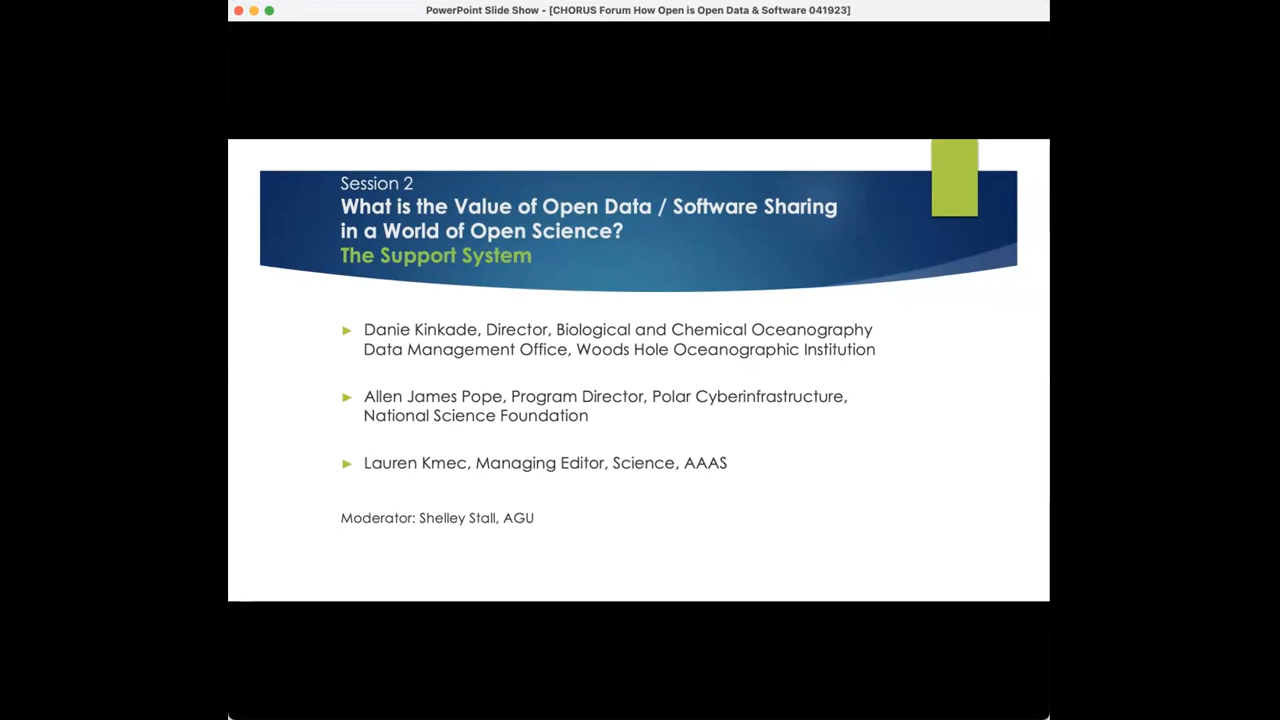 PowerPoint Slide Show - [CHORUS Forum How Open is Open Data & Software 041923]
Session 2
What is the Value of Open Data / Software Sharing
in a World of Open Science?
The Support System
Danie Kinkade, Director, Biological and Chemical Oceanography
Data Management Office, Woods Hole Oceanographic Institution
Allen James Pope, Program Director, Polar Cyberinfrastructure,
National Science Foundation
Lauren Kmec, Managing Editor, Science, AAAS
Moderator: Shelley Stall, AGU